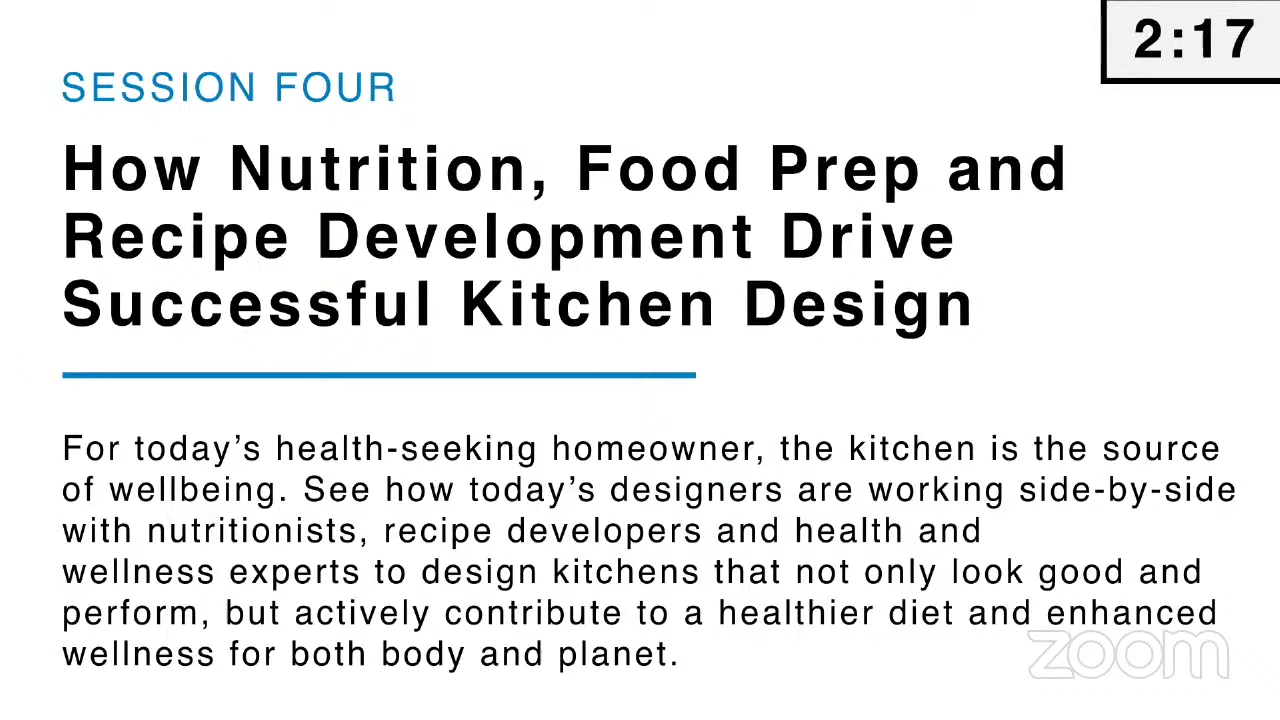 2:17
SESSION FOUR
How Nutrition, Food Prep and
Recipe Development Drive
Successful Kitchen Design
For today’s health-seeking homeowner, the kitchen is the source
of wellbeing. See how today’s designers are working side-by-side
with nutritionists, recipe developers and health and
wellness experts to design kitchens that not only look good and
perform, but actively contribute to a healthier diet and enhanced
wellness for both body and planet.
zoom